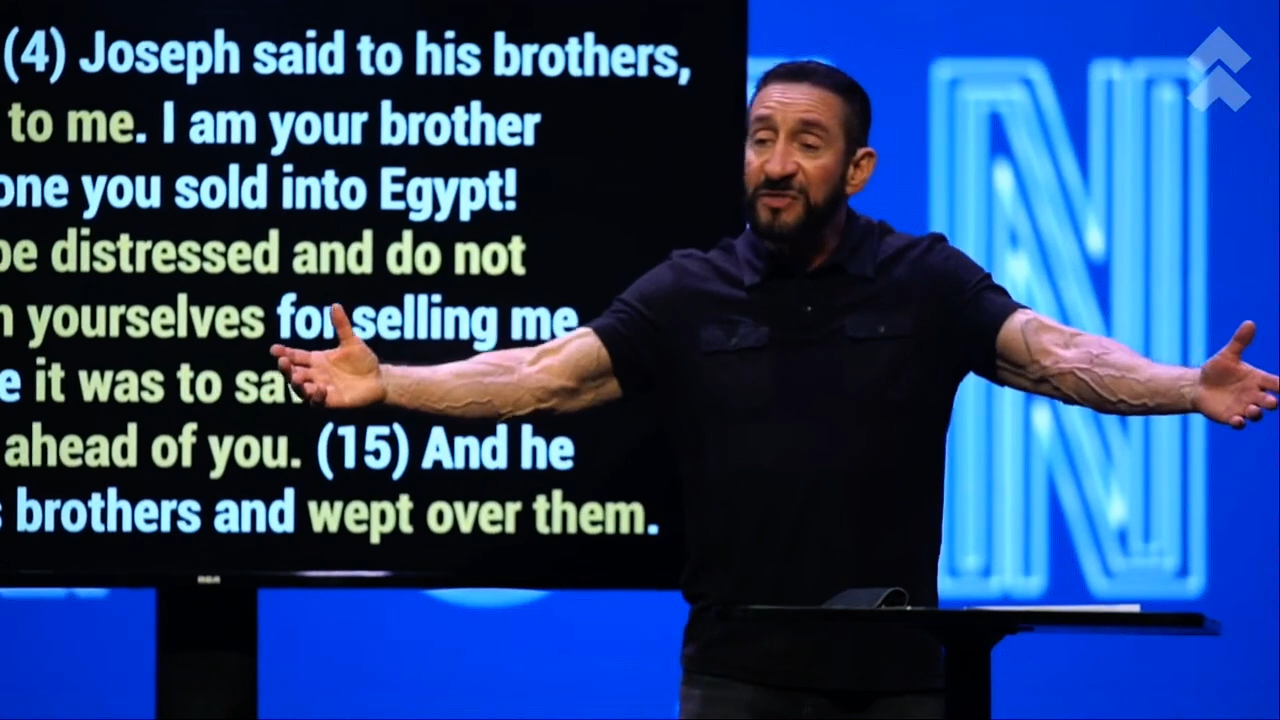 (4) Joseph said to his brothers,
to me. I am your brother
one you sold into Egypt!
be distressed and do not
yourselves for selling me
it was to
ahead of you. (15) And he
brothers and wept over them.
RCA
N